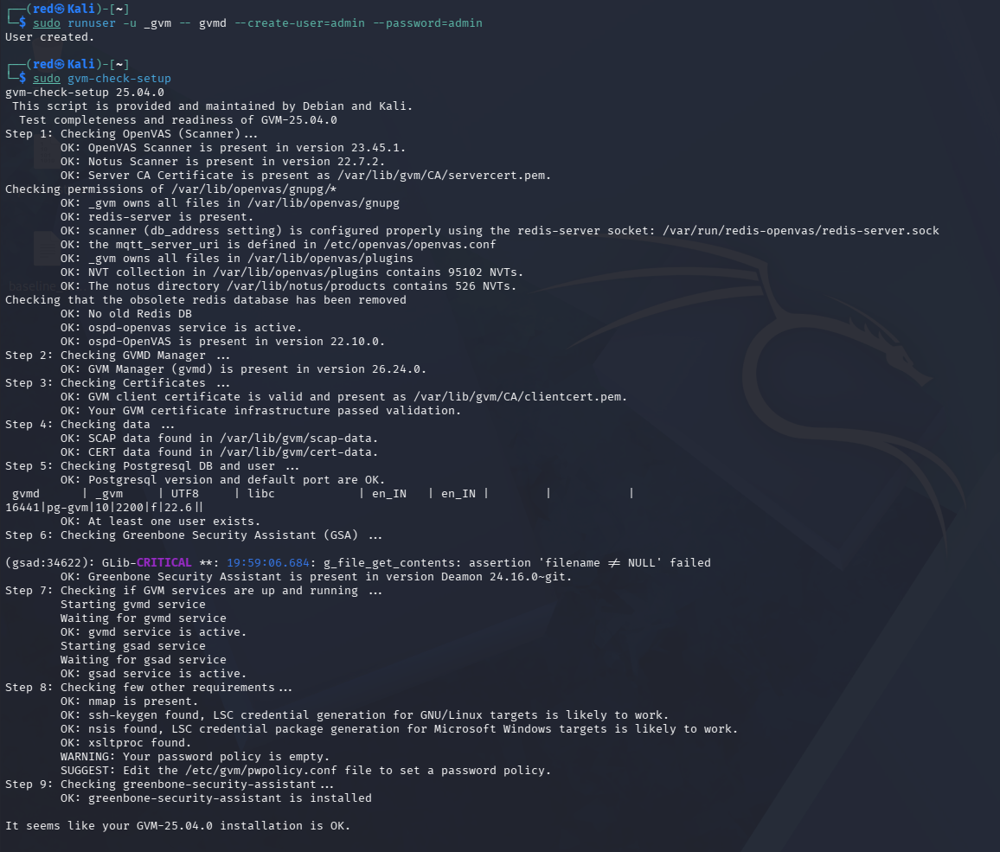 ┌──(red㉿Kali)-[~]
└─$ sudo runuser -u _gvm -- gvmd --create-user=admin --password=admin
User created.

┌──(red㉿Kali)-[~]
└─$ sudo gvm-check-setup
gvm-check-setup 25.04.0
 This script is provided and maintained by Debian and Kali.
  Test completeness and readiness of GVM-25.04.0
Step 1: Checking OpenVAS (Scanner)...
        OK: OpenVAS Scanner is present in version 23.45.1.
        OK: Notus Scanner is present in version 22.7.2.
        OK: Server CA Certificate is present as /var/lib/gvm/CA/servercert.pem.
Checking permissions of /var/lib/openvas/gnupg/*
        OK: _gvm owns all files in /var/lib/openvas/gnupg
        OK: redis-server is present.
        OK: scanner (db_address setting) is configured properly using the redis-server socket: /var/run/redis-openvas/redis-server.sock
        OK: the mqtt_server_uri is defined in /etc/openvas/openvas.conf
        OK: _gvm owns all files in /var/lib/openvas/plugins
        OK: NVT collection in /var/lib/openvas/plugins contains 95102 NVTs.
        OK: The notus directory /var/lib/notus/products contains 526 NVTs.
baseline
Checking that the obsolete redis database has been removed
        OK: No old Redis DB
        OK: ospd-openvas service is active.
        OK: ospd-OpenVAS is present in version 22.10.0.
Step 2: Checking GVMD Manager ...
        OK: GVM Manager (gvmd) is present in version 26.24.0.
Step 3: Checking Certificates ...
        OK: GVM client certificate is valid and present as /var/lib/gvm/CA/clientcert.pem.
        OK: Your GVM certificate infrastructure passed validation.
Step 4: Checking data ...
        OK: SCAP data found in /var/lib/gvm/scap-data.
        OK: CERT data found in /var/lib/gvm/cert-data.
Step 5: Checking Postgresql DB and user ...
        OK: Postgresql version and default port are OK.
 gvmd      | _gvm     | UTF8     | libc            | en_IN   | en_IN |        |           |
16441|pg-gvm|10|2200|f|22.6||
        OK: At least one user exists.
Step 6: Checking Greenbone Security Assistant (GSA) ...

(gsad:34622): GLib-CRITICAL **: 19:59:06.684: g_file_get_contents: assertion 'filename != NULL' failed
        OK: Greenbone Security Assistant is present in version Deamon 24.16.0~git.
Step 7: Checking if GVM services are up and running ...
        Starting gvmd service
        Waiting for gvmd service
        OK: gvmd service is active.
        Starting gsad service
        Waiting for gsad service
        OK: gsad service is active.
Step 8: Checking few other requirements...
        OK: nmap is present.
        OK: ssh-keygen found, LSC credential generation for GNU/Linux targets is likely to work.
        OK: nsis found, LSC credential package generation for Microsoft Windows targets is likely to work.
        OK: xsltproc found.
        WARNING: Your password policy is empty.
        SUGGEST: Edit the /etc/gvm/pwpolicy.conf file to set a password policy.
Step 9: Checking greenbone-security-assistant...
        OK: greenbone-security-assistant is installed

It seems like your GVM-25.04.0 installation is OK.